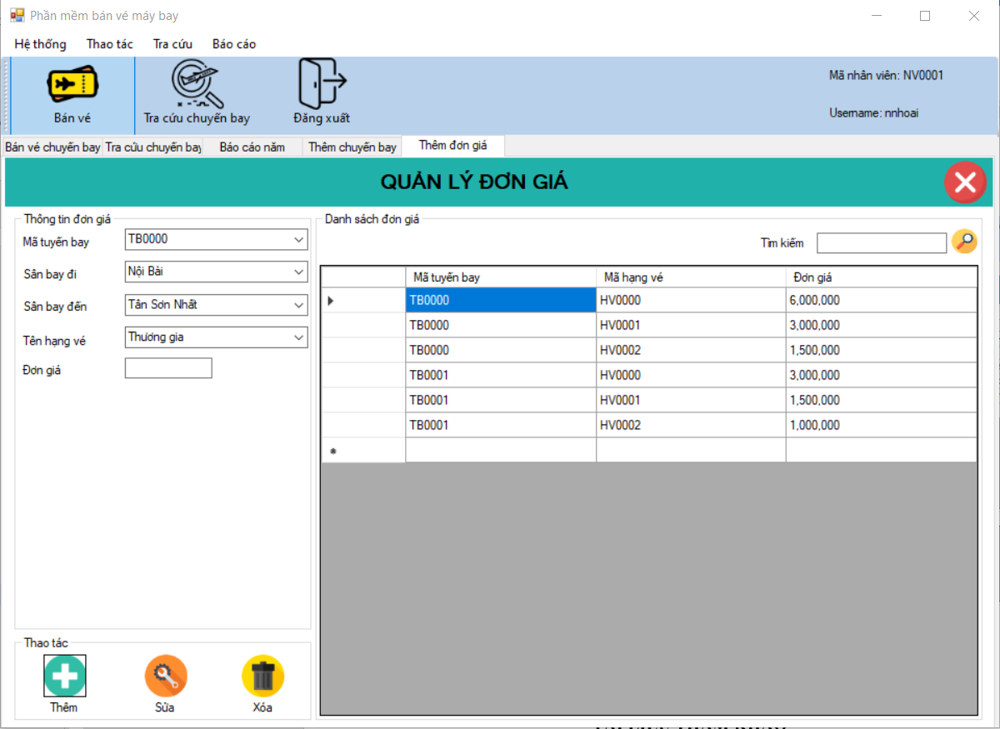 Phần mềm bán vé máy bay
Hệ thống Thao tác Tra cứu Báo cáo
Bán vé Tra cứu chuyến bay Đăng xuất
Mã nhân viên: NV0001
Username: nnhoai
Bán vé chuyến bay Tra cứu chuyến bay Báo cáo năm Thêm chuyến bay Thêm đơn giá
QUẢN LÝ ĐƠN GIÁ
Thông tin đơn giá
Mã tuyến bay TB0000
Sân bay đi Nội Bài
Sân bay đến Tân Sơn Nhất
Tên hạng vé Thương gia
Đơn giá
Danh sách đơn giá
Tìm kiếm
Mã tuyến bay Mã hạng vé Đơn giá
TB0000 HV0000 6,000,000
TB0000 HV0001 3,000,000
TB0000 HV0002 1,500,000
TB0001 HV0000 3,000,000
TB0001 HV0001 1,500,000
TB0001 HV0002 1,000,000
Thao tác
Thêm Sửa Xóa